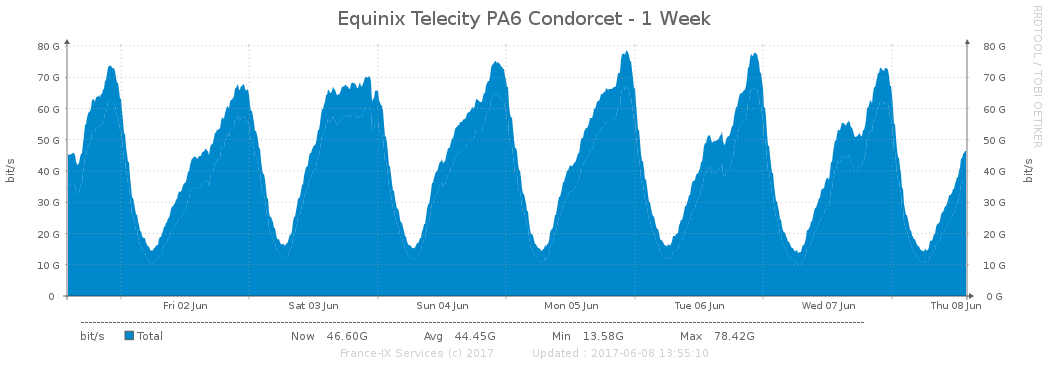 Equinix Telecity PA6 Condorcet - 1 Week
RRDTOOL / TOBI OETIKER
80 G 80 G
70 G 70 G
60 G 60 G
50 G 50 G
40 G 40 G
30 G 30 G
20 G 20 G
10 G 10 G
0 0 G
bit/s
bit/s
Fri 02 Jun Sat 03 Jun Sun 04 Jun Mon 05 Jun Tue 06 Jun Wed 07 Jun Thu 08 Jun
bit/s Total Now 46.60G Avg 44.45G Min 13.58G Max 78.42G
France-IX Services (c) 2017 Updated : 2017-06-08 13:55:10